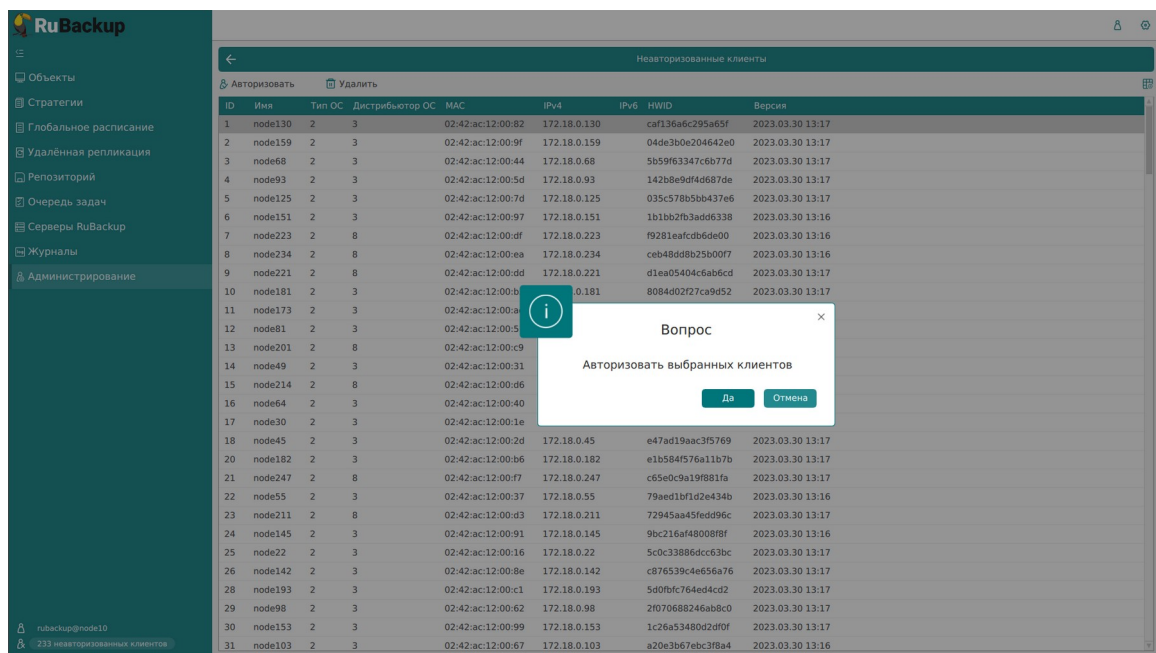 RuBackup
Неавторизованные клиенты
Объекты
Стратегии
Глобальное расписание
Удалённая репликация
Репозиторий
Очередь задач
Серверы RuBackup
Журналы
Администрирование
Авторизовать Удалить
ID Имя Тип ОС Дистрибьютор ОС MAC IPv4 IPv6 HWID Версия
1 node130 2 3 02:42:ac:12:00:82 172.18.0.130 caf136a6c295a65f 2023.03.30 13:17
2 node159 2 3 02:42:ac:12:00:9f 172.18.0.159 04de3b0e204642e0 2023.03.30 13:17
3 node68 2 3 02:42:ac:12:00:44 172.18.0.68 5b59f63347c6b77d 2023.03.30 13:17
4 node93 2 3 02:42:ac:12:00:5d 172.18.0.93 142b8e9df4d687de 2023.03.30 13:17
5 node125 2 3 02:42:ac:12:00:7d 172.18.0.125 035c578b5bb437e6 2023.03.30 13:17
6 node151 2 3 02:42:ac:12:00:97 172.18.0.151 1b1bb2fb3add6338 2023.03.30 13:16
7 node223 2 8 02:42:ac:12:00:df 172.18.0.223 f9281eafcdb6de00 2023.03.30 13:16
8 node234 2 8 02:42:ac:12:00:ea 172.18.0.234 ceb48dd8b25b00f7 2023.03.30 13:16
9 node221 2 8 02:42:ac:12:00:dd 172.18.0.221 d1ea05404c6ab6cd 2023.03.30 13:17
10 node181 2 3 02:42:ac:12:00:b .0.181 8084d02f27ca9d52 2023.03.30 13:17
11 node173 2 3 02:42:ac:12:00:a
12 node81 2 3 02:42:ac:12:00:5
13 node201 2 8 02:42:ac:12:00:c9
14 node49 2 3 02:42:ac:12:00:31
15 node214 2 8 02:42:ac:12:00:d6
16 node64 2 3 02:42:ac:12:00:40
17 node30 2 3 02:42:ac:12:00:1e
18 node45 2 3 02:42:ac:12:00:2d 172.18.0.45 e47ad19aac3f5769 2023.03.30 13:17
20 node182 2 3 02:42:ac:12:00:b6 172.18.0.182 e1b584f576a11b7b 2023.03.30 13:17
21 node247 2 8 02:42:ac:12:00:f7 172.18.0.247 c65e0c9a19f881fa 2023.03.30 13:17
22 node55 2 3 02:42:ac:12:00:37 172.18.0.55 79aed1bf1d2e434b 2023.03.30 13:16
23 node211 2 8 02:42:ac:12:00:d3 172.18.0.211 72945aa45fedd96c 2023.03.30 13:17
24 node145 2 3 02:42:ac:12:00:91 172.18.0.145 9bc216af48008f8f 2023.03.30 13:16
25 node22 2 3 02:42:ac:12:00:16 172.18.0.22 5c0c33886dcc63bc 2023.03.30 13:17
26 node142 2 3 02:42:ac:12:00:8e 172.18.0.142 c876539c4e656a76 2023.03.30 13:17
28 node193 2 3 02:42:ac:12:00:c1 172.18.0.193 5d0fbfc764ed4cd2 2023.03.30 13:17
29 node98 2 3 02:42:ac:12:00:62 172.18.0.98 2f070688246ab8c0 2023.03.30 13:17
30 node153 2 3 02:42:ac:12:00:99 172.18.0.153 1c26a53480d2df0f 2023.03.30 13:17
31 node103 2 3 02:42:ac:12:00:67 172.18.0.103 a20e3b67ebc3f8a4 2023.03.30 13:16
Вопрос
Авторизовать выбранных клиентов
Да Отмена
rubackup@node10
233 неавторизованных клиентов